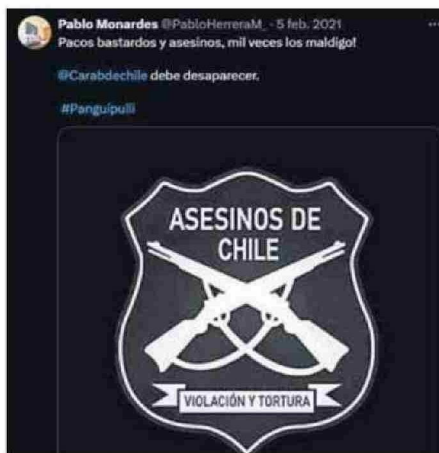 Pablo Monardes @PabloHerreraM_ · 5 feb. 2021
Pacos bastardos y asesinos, mil veces los maldigo!
@Carabdechile debe desaparecer.
#Panguipulli
ASESINOS DE
CHILE
VIOLACIÓN Y TORTURA